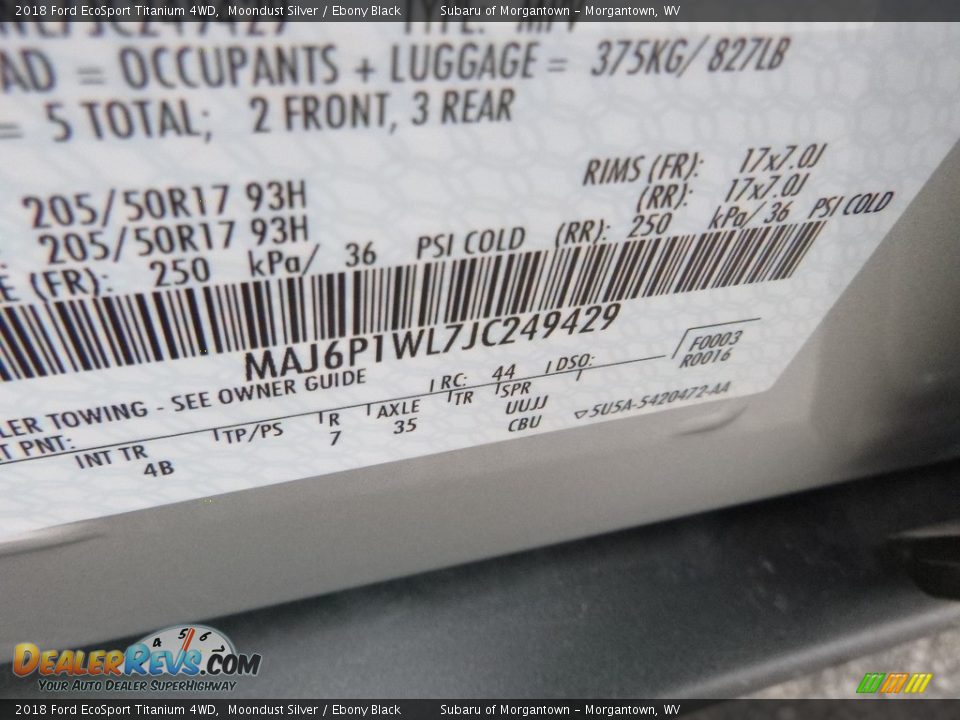 2018 Ford EcoSport Titanium 4WD, Moondust Silver / Ebony Black Subaru of Morgantown - Morgantown, WV
AD = OCCUPANTS + LUGGAGE = 375KG/ 827LB
= 5 TOTAL; 2 FRONT, 3 REAR
205/50R17 93H RIMS (FR): 17x7.0J
205/50R17 93H (RR): 17x7.0J
E (FR): 250 kPa/ 36 PSI COLD (RR): 250 kPa/ 36 PSI COLD
MAJ6P1WL7JC249429
LER TOWING - SEE OWNER GUIDE RC: 44 DSO: F0003
R0016
T PNT: INT TR TP/PS R AXLE TR SPR
4B 7 35 UUJJ
CBU 5U5A-5420472-AA
4 5 6
DEALERREVS.COM
YOUR AUTO DEALER SUPERHIGHWAY
2018 Ford EcoSport Titanium 4WD, Moondust Silver / Ebony Black Subaru of Morgantown - Morgantown, WV